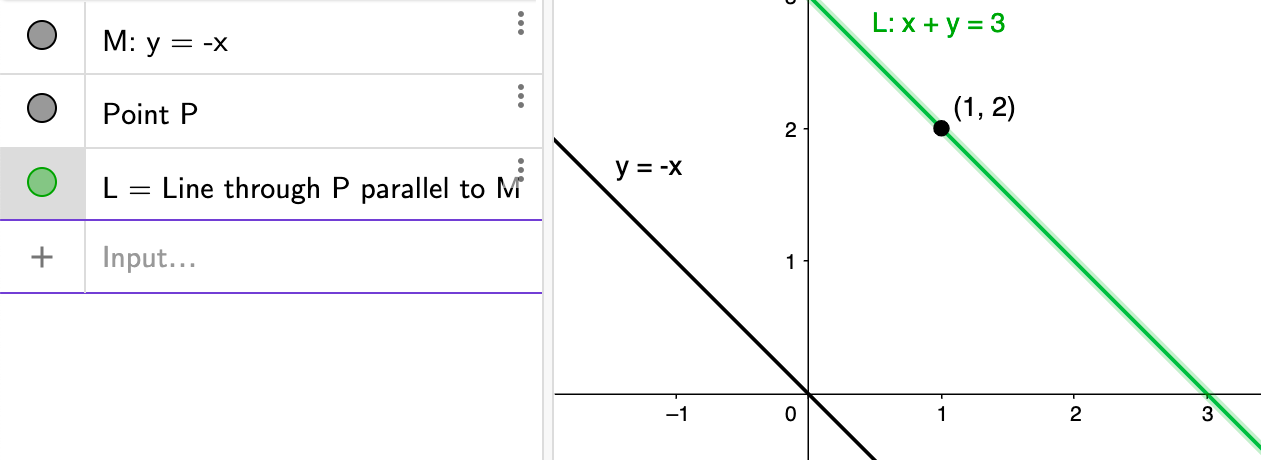 M: y = -x
Point P
L = Line through P parallel to M
Input…
L: x + y = 3
(1, 2)
2
y = -x
1
–1
0
1
2
3